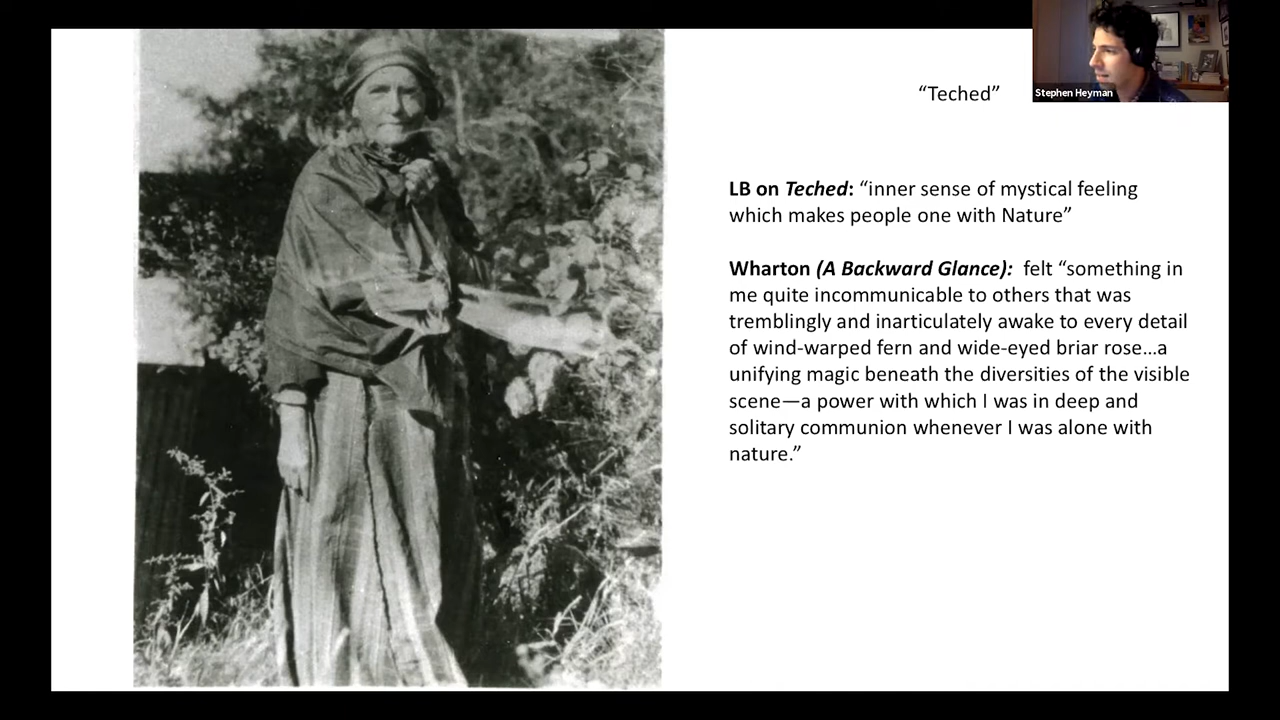 “Teched”
Stephen Heyman
LB on Teched: “inner sense of mystical feeling
which makes people one with Nature”
Wharton (A Backward Glance):  felt “something in
me quite incommunicable to others that was
tremblingly and inarticulately awake to every detail
of wind-warped fern and wide-eyed briar rose…a
unifying magic beneath the diversities of the visible
scene—a power with which I was in deep and
solitary communion whenever I was alone with
nature.”